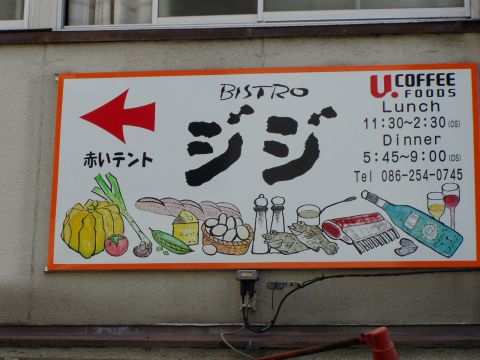 BISTRO
ジジ
赤いテント
U.COFFEE
FOODS
Lunch
11:30～2:30(OS)
Dinner
5:45～9:00(OS)
Tel 086-254-0745